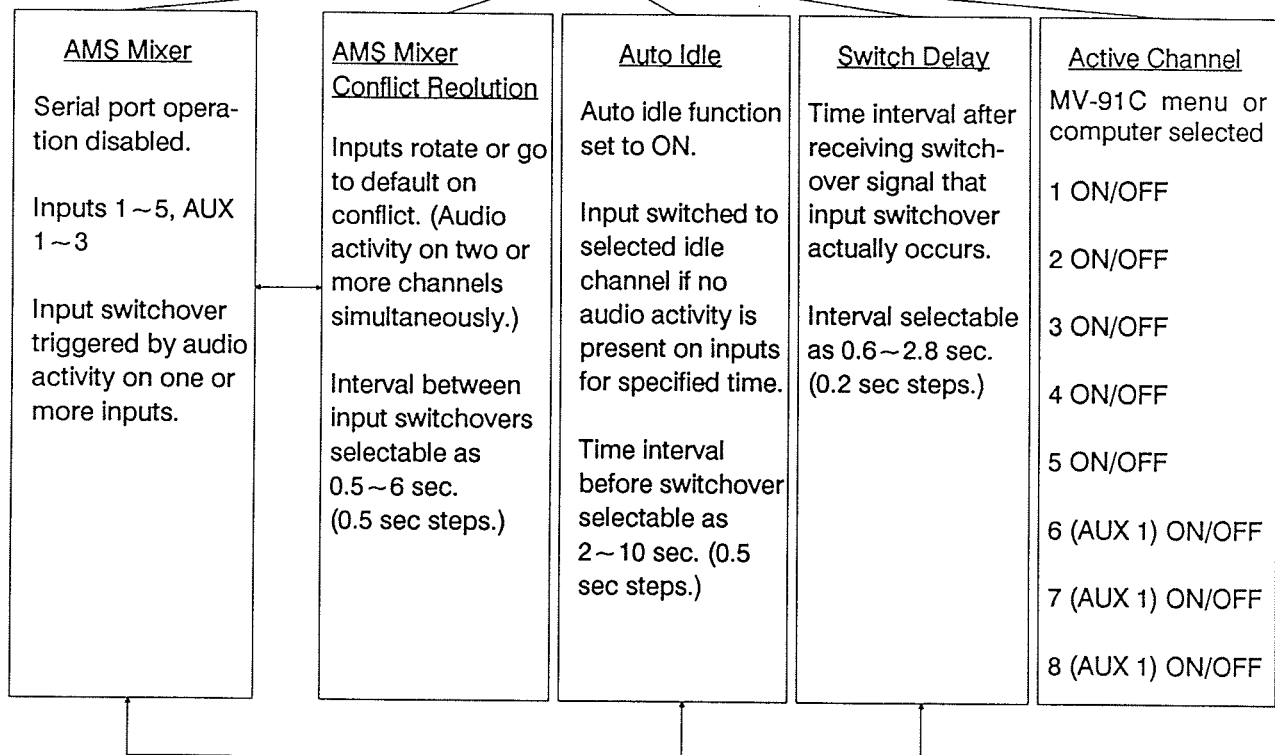 AMS Mixer
Serial port opera-
tion disabled.
Inputs 1~5, AUX
1~3
Input switchover
triggered by audio
activity on one or
more inputs.
AMS Mixer
Conflict Reolution
Inputs rotate or go
to default on
conflict. (Audio
activity on two or
more channels
simultaneously.)
Interval between
input switchovers
selectable as
0.5~6 sec.
(0.5 sec steps.)
Auto Idle
Auto idle function
set to ON.
Input switched to
selected idle
channel if no
audio activity is
present on inputs
for specified time.
Time interval
before switchover
selectable as
2~10 sec. (0.5
sec steps.)
Switch Delay
Time interval after
receiving switch-
over signal that
input switchover
actually occurs.
Interval selectable
as 0.6~2.8 sec.
(0.2 sec steps.)
Active Channel
MV-91C menu or
computer selected
1 ON/OFF
2 ON/OFF
3 ON/OFF
4 ON/OFF
5 ON/OFF
6 (AUX 1) ON/OFF
7 (AUX 1) ON/OFF
8 (AUX 1) ON/OFF